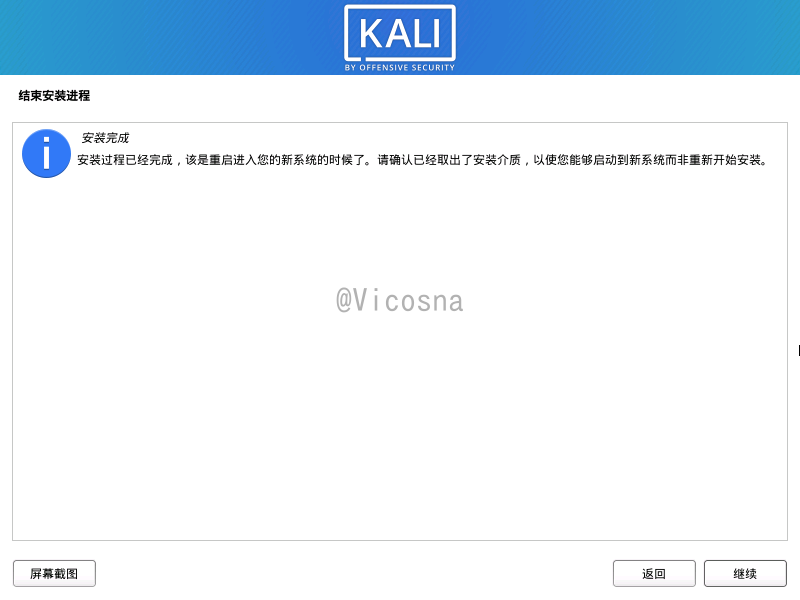 KALI
BY OFFENSIVE SECURITY
结束安装进程
安装完成
安装过程已经完成，该是重启进入您的新系统的时候了。请确认已经取出了安装介质，以使您能够启动到新系统而非重新开始安装。
@Vicosna
屏幕截图
返回
继续